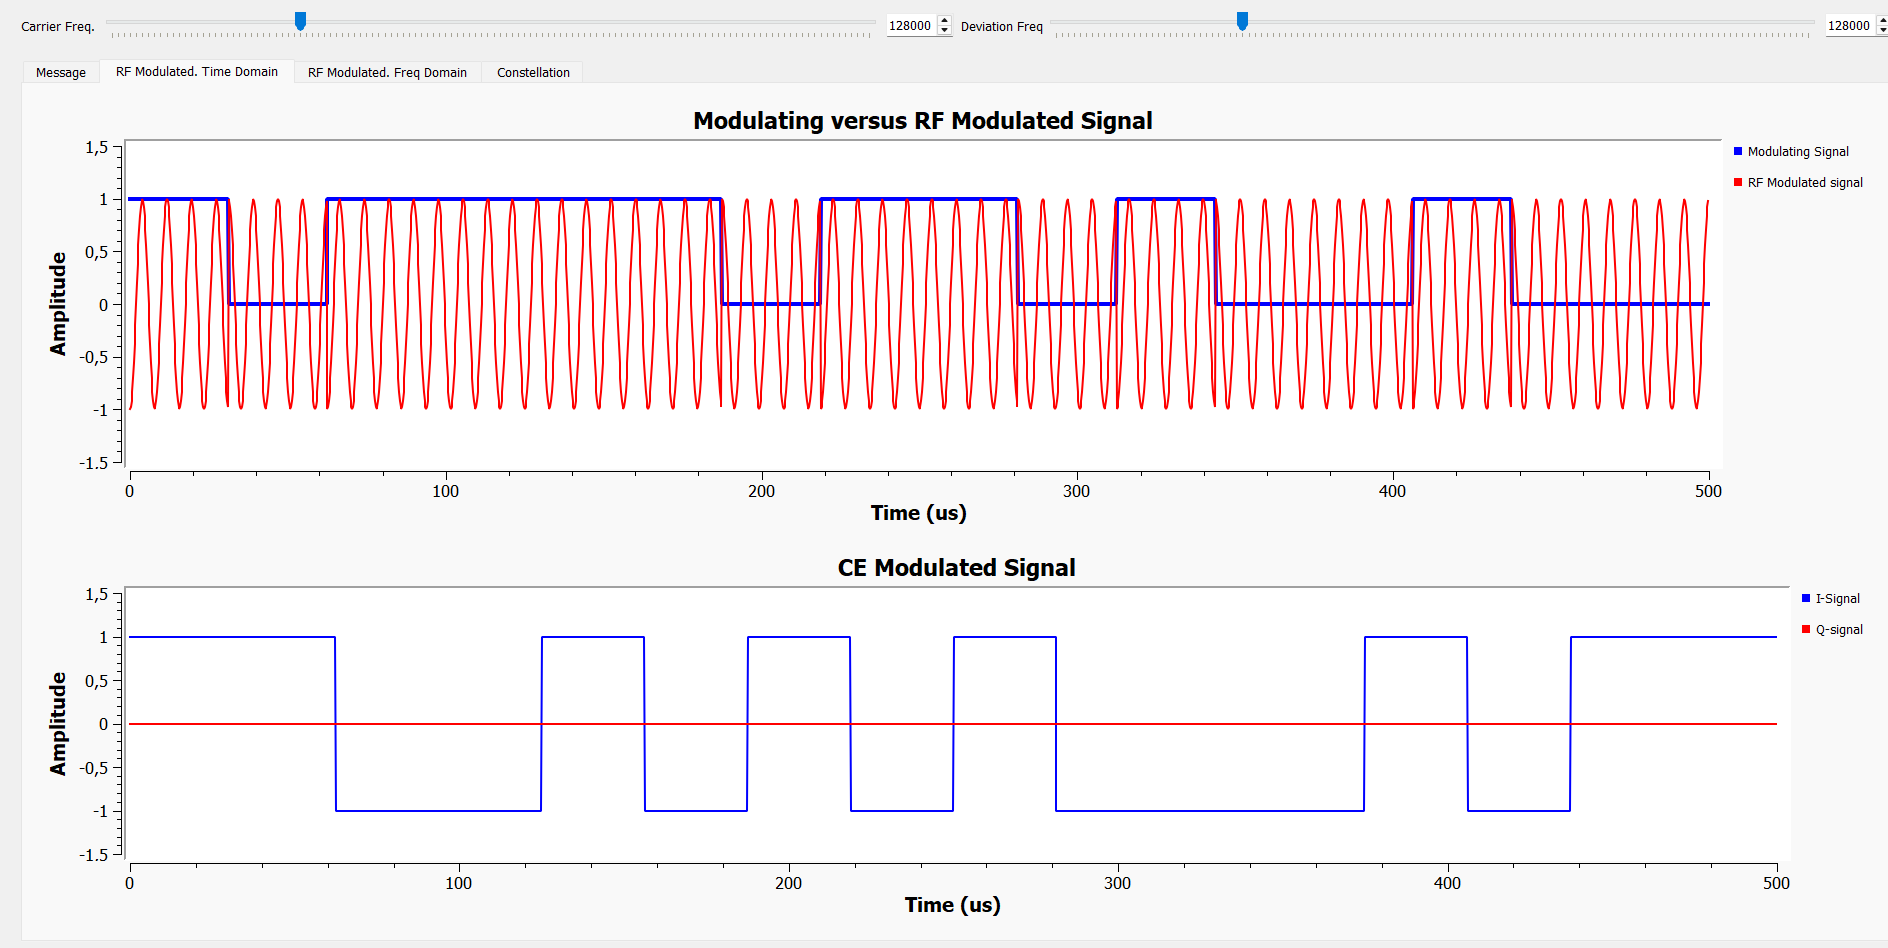 Carrier Freq. 128000 Deviation Freq 128000
Message RF Modulated. Time Domain RF Modulated. Freq Domain Constellation
Modulating versus RF Modulated Signal
1,5
1
0,5
0
-0,5
-1
-1.5
Amplitude
Modulating Signal
RF Modulated signal
0 100 200 300 400 500
Time (us)
CE Modulated Signal
1,5
1
0,5
0
-0,5
-1
-1.5
Amplitude
I-Signal
Q-signal
0 100 200 300 400 500
Time (us)